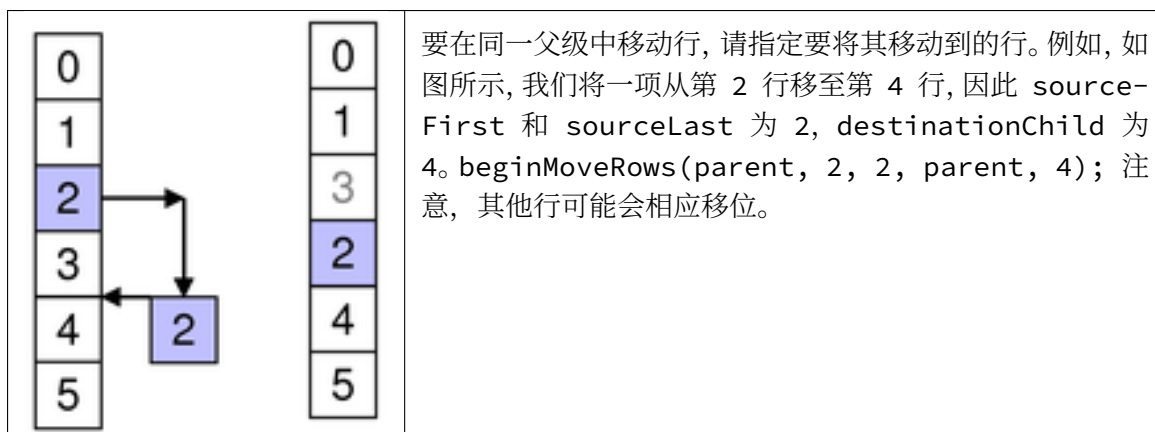 0
1
2
3
4
5
2
0
1
3
2
4
5
要在同一父级中移动行, 请指定要将其移动到的行。例如, 如
图所示, 我们将一项从第 2 行移至第 4 行, 因此 source-
First 和 sourceLast 为 2, destinationChild 为
4。beginMoveRows(parent, 2, 2, parent, 4); 注
意, 其他行可能会相应移位。